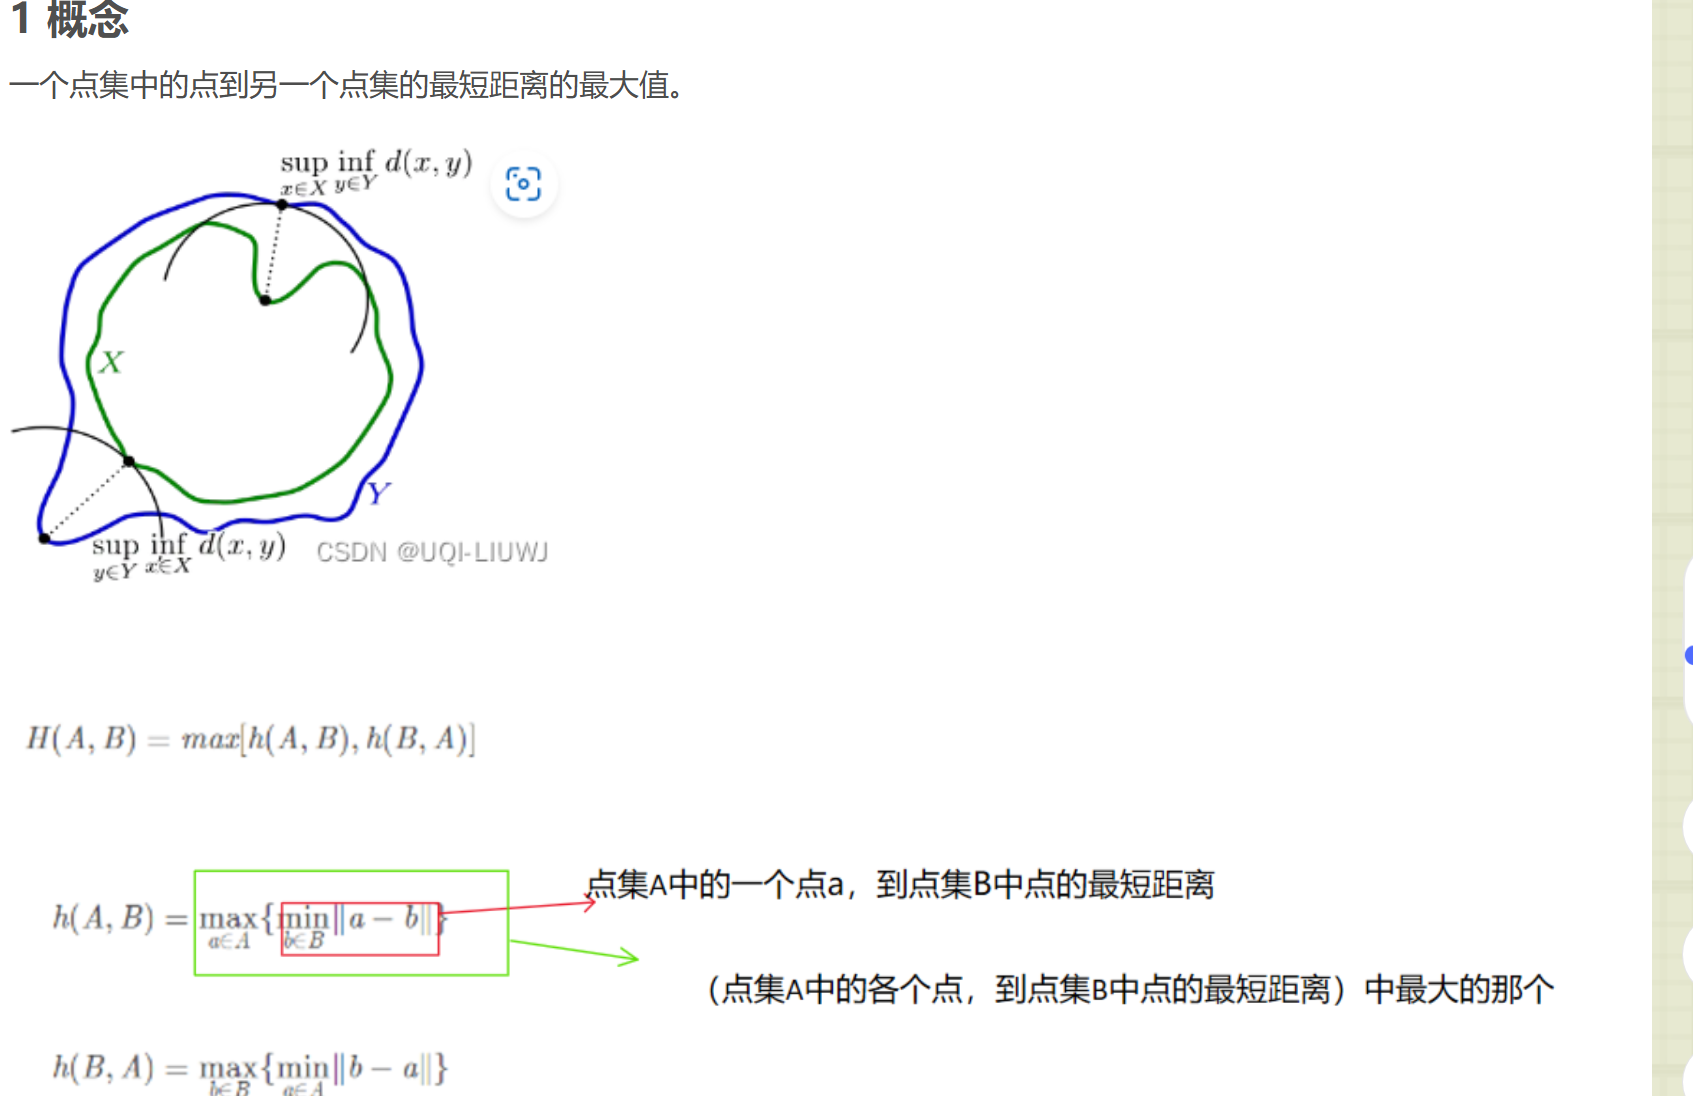 1 概念
一个点集中的点到另一个点集的最短距离的最大值。
sup inf d(x, y)
x∈X y∈Y
X
Y
sup inf d(x, y)
y∈Y x∈X
CSDN @UQI-LIUWJ
H(A, B) = max[h(A, B), h(B, A)]
点集A中的一个点a，到点集B中点的最短距离
h(A, B) = max{min||a − b||}
a∈A b∈B
（点集A中的各个点，到点集B中点的最短距离）中最大的那个
h(B, A) = max{min||b − a||}
b∈B a∈A